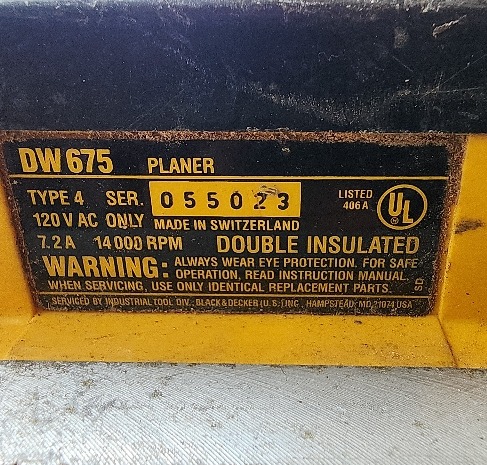 DW675 PLANER
TYPE 4 SER. 055023 LISTED 406A UL
120 V AC ONLY MADE IN SWITZERLAND
7.2A 14000 RPM DOUBLE INSULATED
WARNING: ALWAYS WEAR EYE PROTECTION. FOR SAFE
OPERATION, READ INSTRUCTION MANUAL.
WHEN SERVICING, USE ONLY IDENTICAL REPLACEMENT PARTS.
SERVICED BY INDUSTRIAL TOOL DIV., BLACK & DECKER (U.S.) INC., HAMPSTEAD, MD 21074 USA
SD